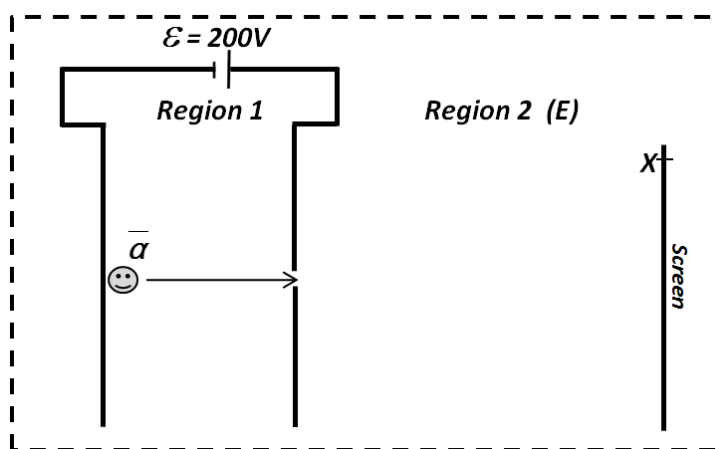 ℰ = 200V
Region 1
Region 2 (E)
X
α̅
Screen